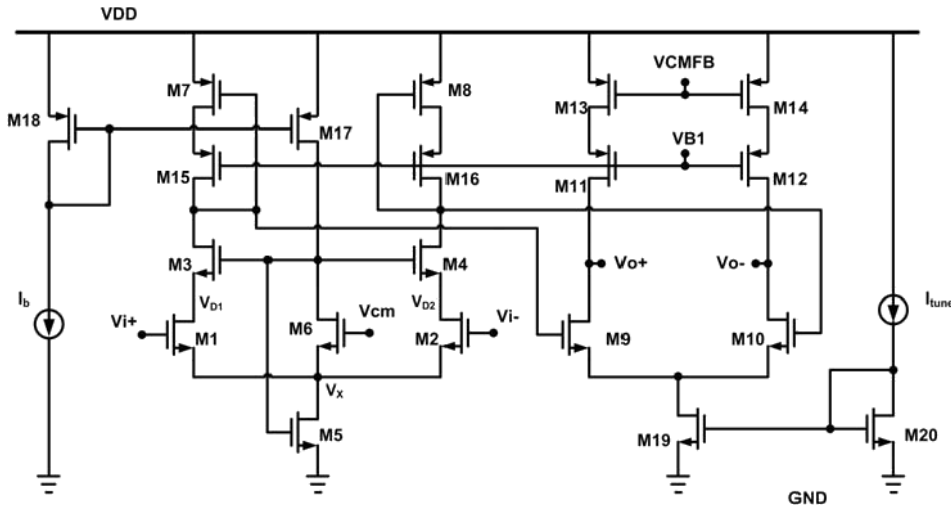 VDD
VCMFB
M7
M8
M18
M17
M13
M14
VB1
M15
M16
M11
M12
M3
M4
Vo+
Vo-
Ib
Itune
VD1
VD2
Vi+
Vcm
Vi-
M1
M6
M2
M9
M10
VX
M5
M19
M20
GND